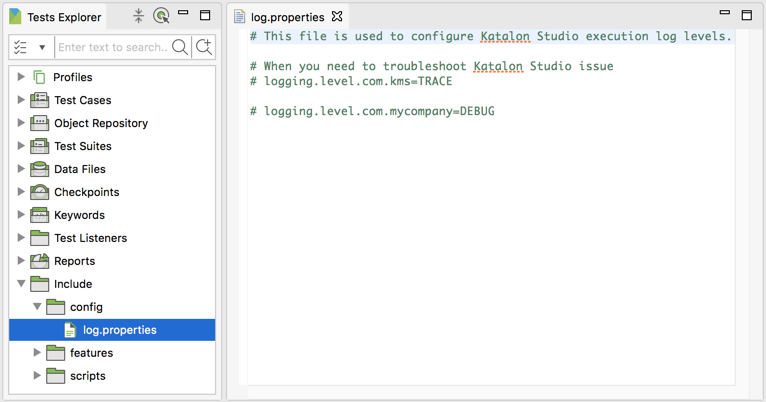 Tests Explorer
Enter text to search...
Profiles
Test Cases
Object Repository
Test Suites
Data Files
Checkpoints
Keywords
Test Listeners
Reports
Include
config
log.properties
features
scripts
log.properties
# This file is used to configure Katalon Studio execution log levels.
# When you need to troubleshoot Katalon Studio issue
# logging.level.com.kms=TRACE
# logging.level.com.mycompany=DEBUG